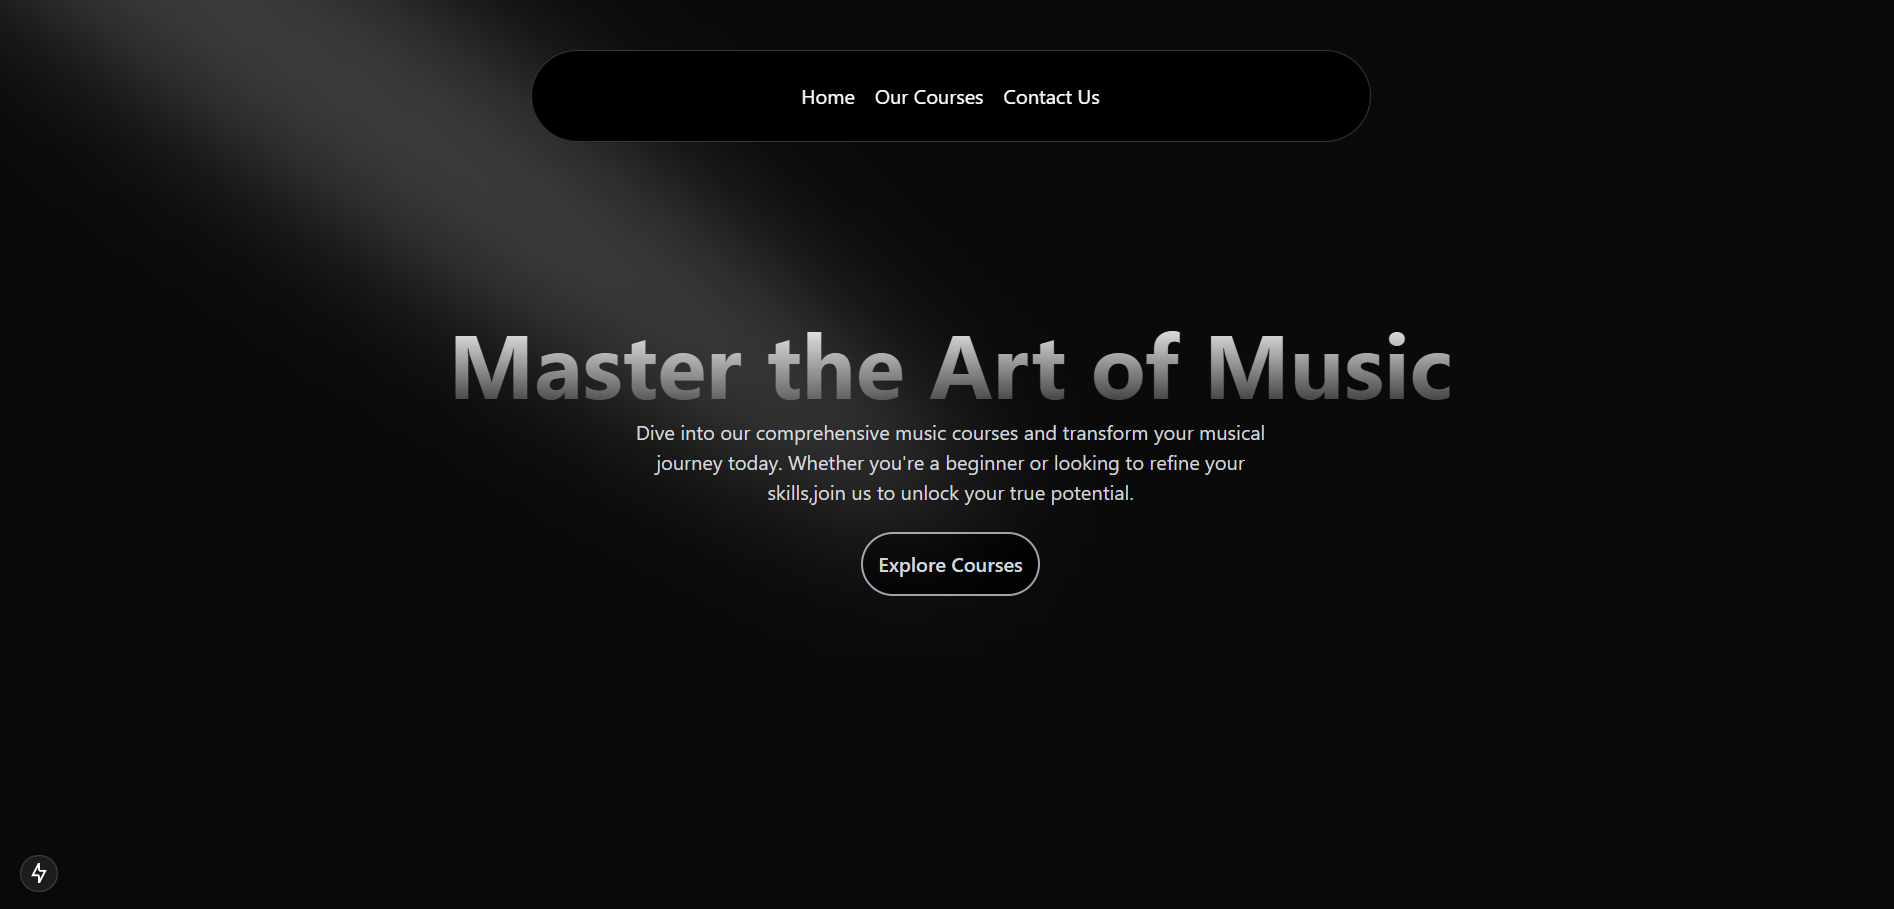 Home Our Courses Contact Us
Master the Art of Music
Dive into our comprehensive music courses and transform your musical
journey today. Whether you're a beginner or looking to refine your
skills,join us to unlock your true potential.
Explore Courses